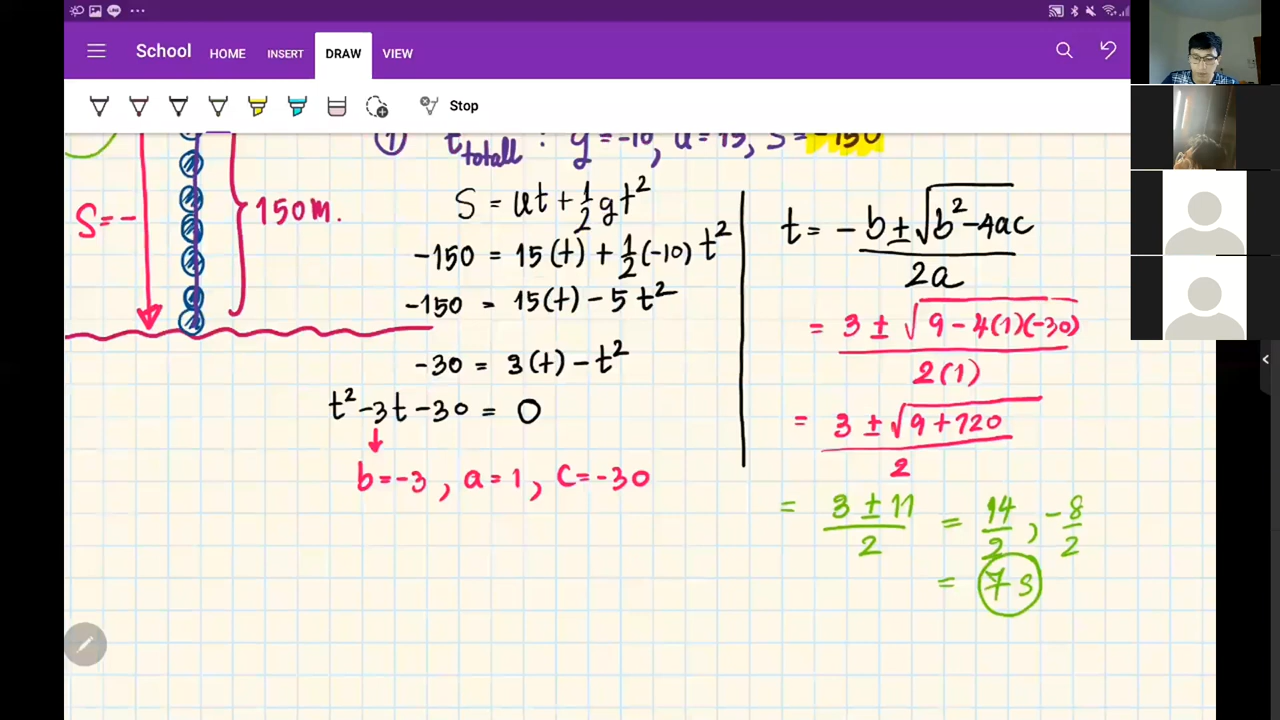 School HOME INSERT DRAW VIEW
Stop
① t totall : g = -10, u = 15, S = -150
S = ut + 1/2 gt²
-150 = 15(t) + 1/2 (-10) t²
-150 = 15(t) - 5t²
-30 = 3(t) - t²
t² - 3t - 30 = 0
b = -3, a = 1, C = -30
S = -
150 m.
t = -b ± √b² - 4ac
2a
= 3 ± √9 - 4(1)(-30)
2(1)
= 3 ± √9 + 120
2
= 3 ± 11 = 14/2, -8/2
2
= 7 s